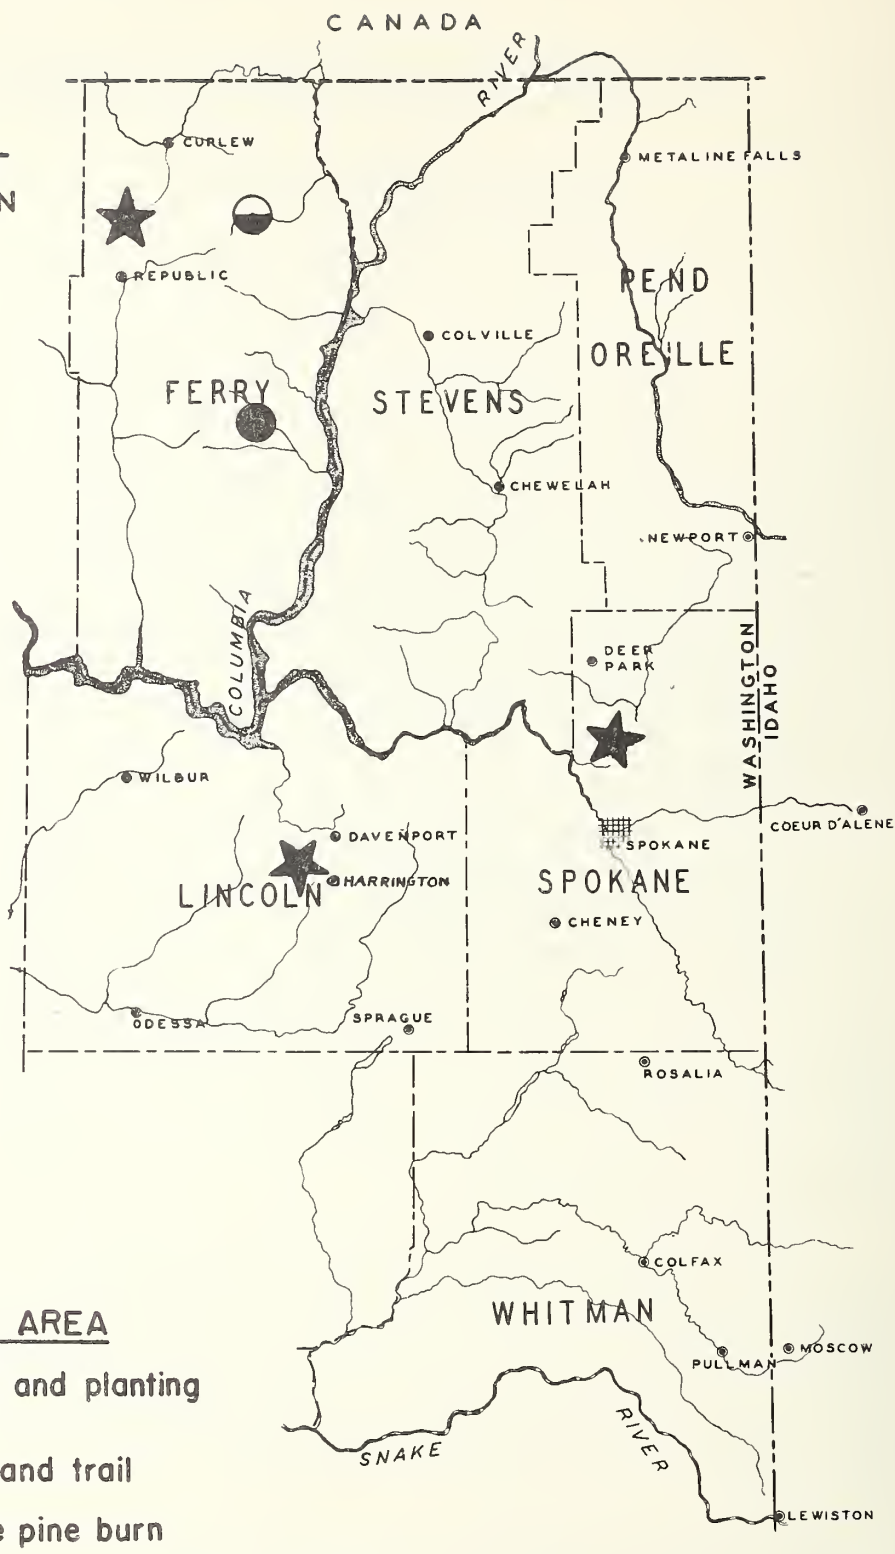 CANADA
RIVER
CURLEW
METALINE FALLS
N
REPUBLIC
PEND
OREILLE
COLVILLE
FERRY
STEVENS
CHEWELAH
NEWPORT
COLUMBIA
DEER
PARK
WASHINGTON
IDAHO
WILBUR
COEUR D'ALENE
DAVENPORT
SPOKANE
HARRINGTON
LINCOLN
SPOKANE
CHENEY
ODESSA
SPRAGUE
ROSALIA
COLFAX
WHITMAN
AREA
MOSCOW
PULLMAN
and planting
SNAKE
RIVER
and trail
LEWISTON
pine burn